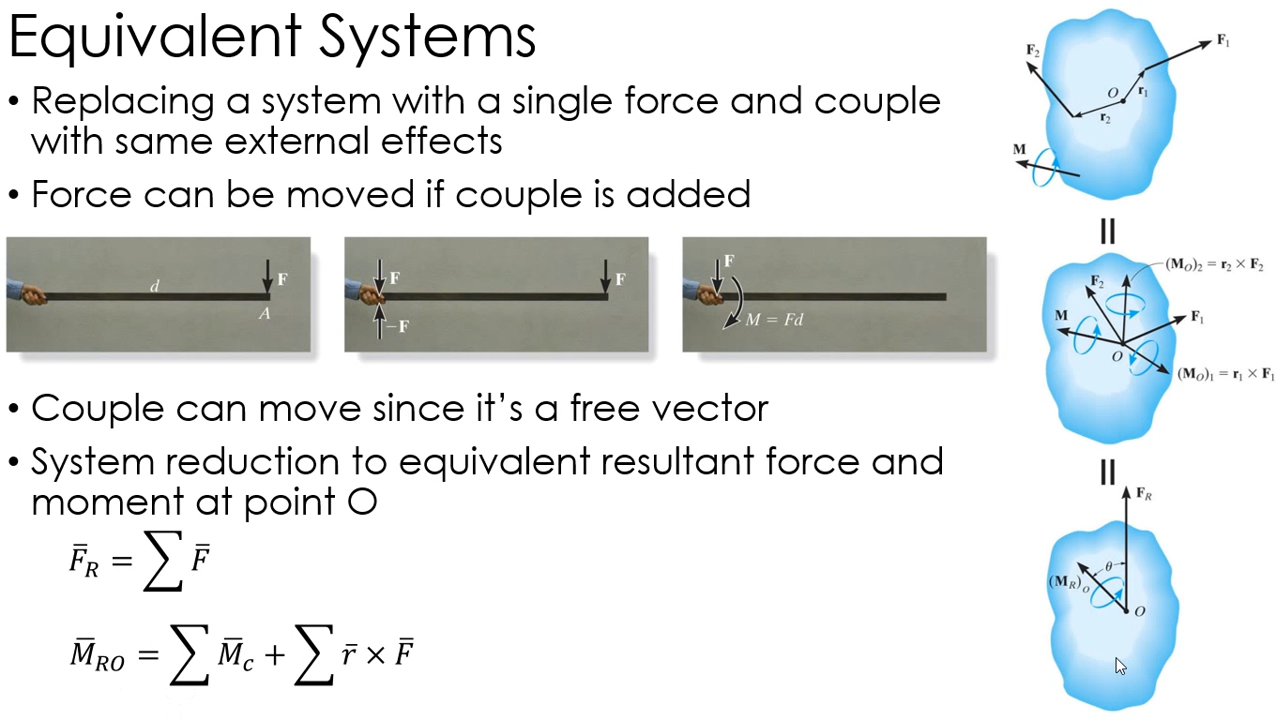 Equivalent Systems
• Replacing a system with a single force and couple
with same external effects
• Force can be moved if couple is added
d
F
A
F
–F
F
F
M = Fd
• Couple can move since it's a free vector
• System reduction to equivalent resultant force and
moment at point O
F̄_R = ∑ F̄
M̄_RO = ∑ M̄_c + ∑ r̄ × F̄
F₂
F₁
O
r₁
r₂
M
=
(M_O)₂ = r₂ × F₂
F₂
M
F₁
O
(M_O)₁ = r₁ × F₁
=
F_R
θ
(M_R)_O
O